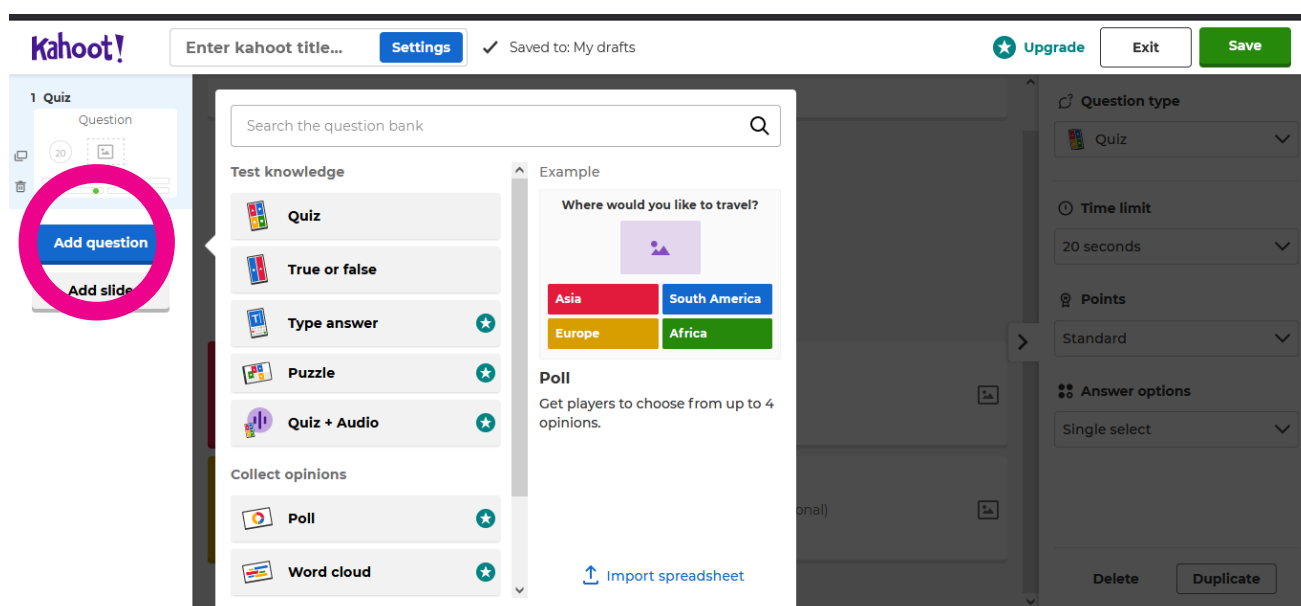 Kahoot!
Enter kahoot title...
Settings
Saved to: My drafts
Upgrade
Exit
Save
1 Quiz
Question
20
Add question
Add slide
Search the question bank
Test knowledge
Quiz
True or false
Type answer
Puzzle
Quiz + Audio
Collect opinions
Poll
Word cloud
Example
Where would you like to travel?
Asia
South America
Europe
Africa
Poll
Get players to choose from up to 4
opinions.
Import spreadsheet
onal)
Question type
Quiz
Time limit
20 seconds
Points
Standard
Answer options
Single select
Delete
Duplicate